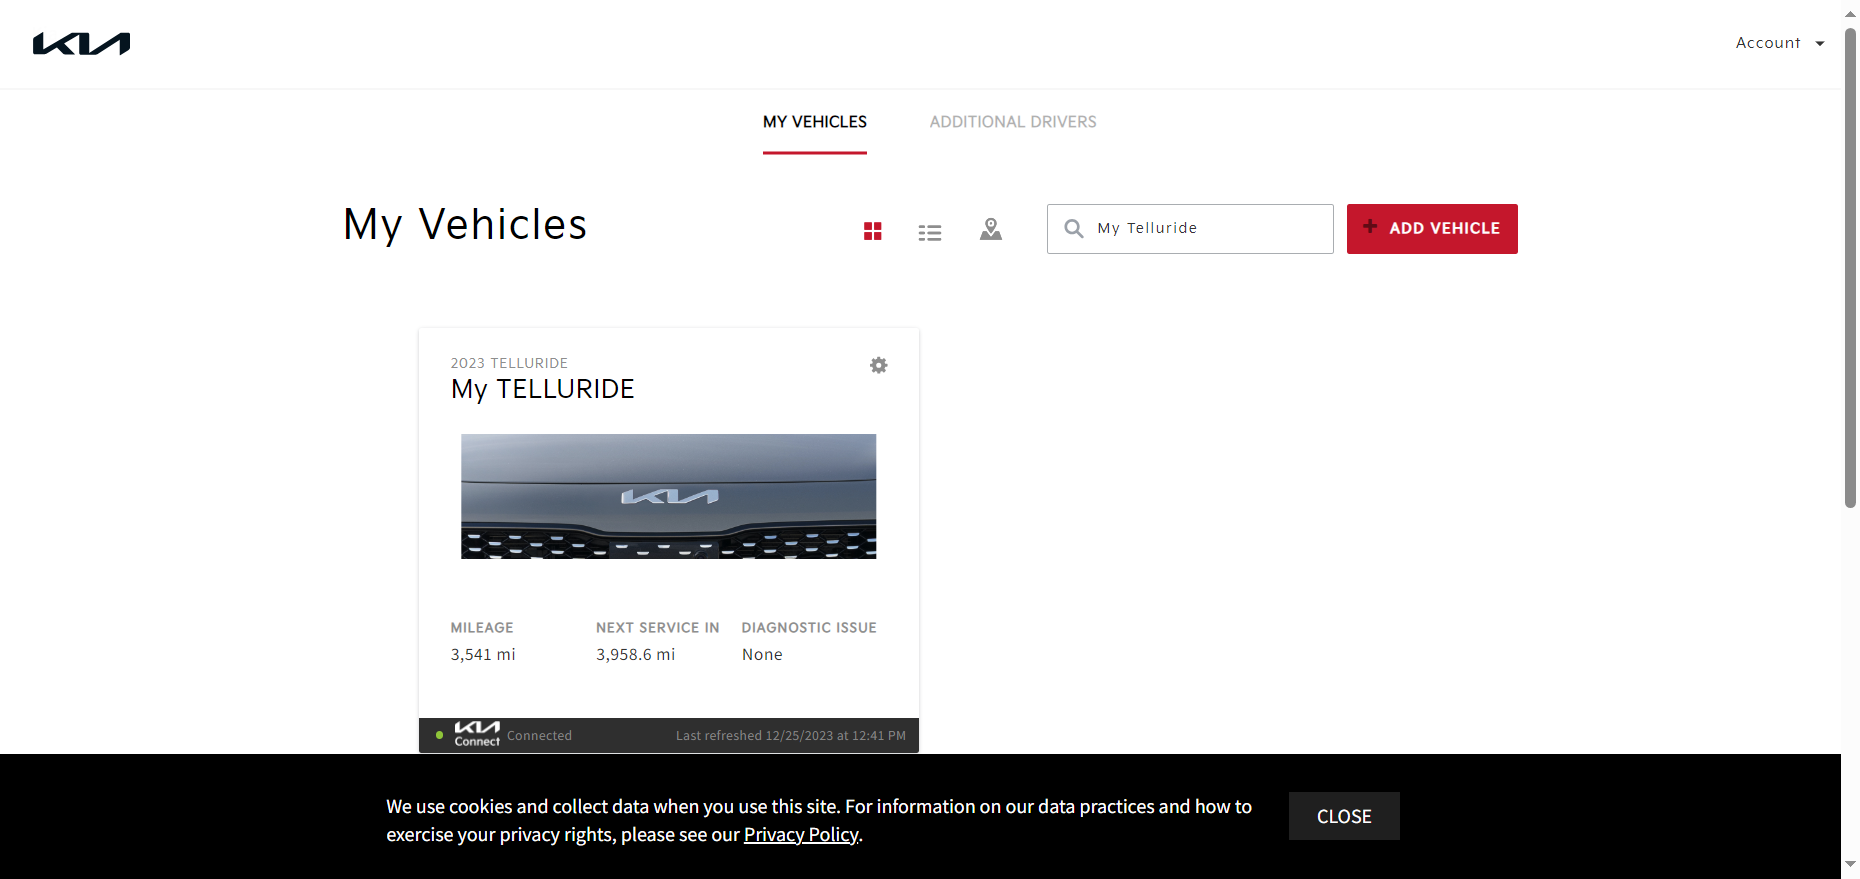 KIA
Account
MY VEHICLES
ADDITIONAL DRIVERS
My Vehicles
My Telluride
+ ADD VEHICLE
2023 TELLURIDE
My TELLURIDE
KIA
MILEAGE
NEXT SERVICE IN
DIAGNOSTIC ISSUE
3,541 mi
3,958.6 mi
None
KIA
Connect
Connected
Last refreshed 12/25/2023 at 12:41 PM
We use cookies and collect data when you use this site. For information on our data practices and how to
exercise your privacy rights, please see our Privacy Policy.
CLOSE